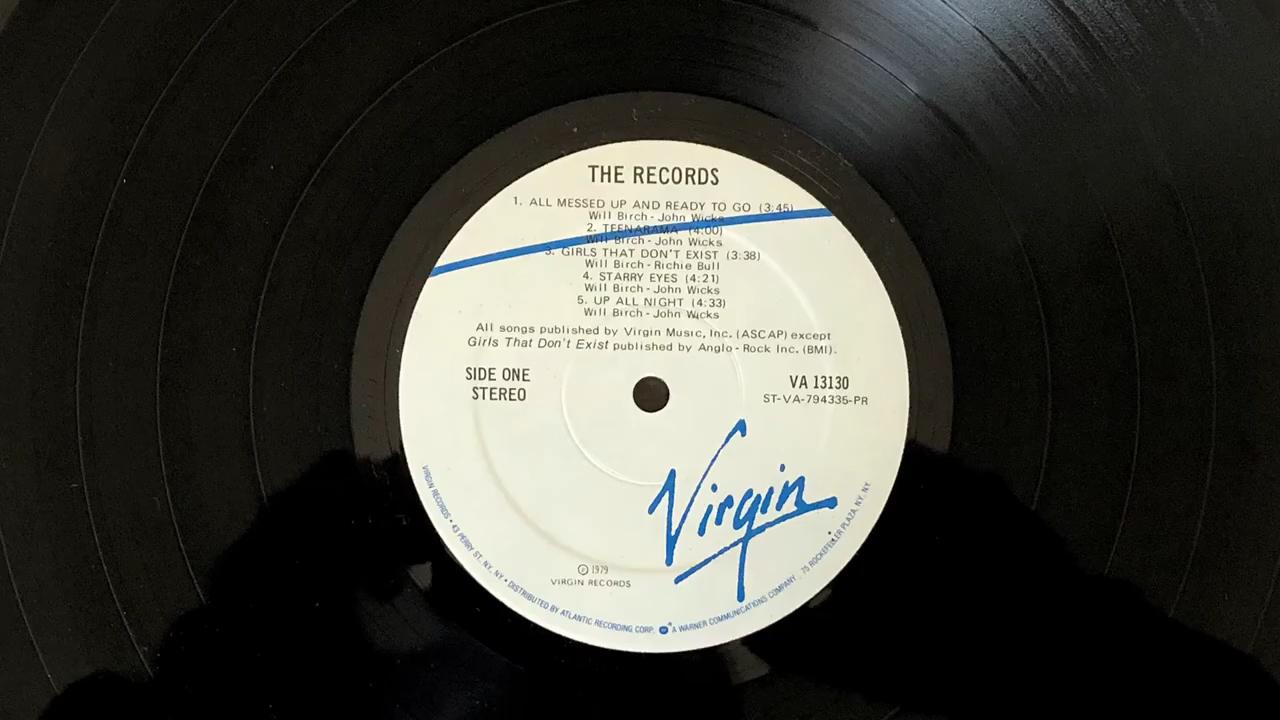 THE RECORDS
1. ALL MESSED UP AND READY TO GO (3:45)
Will Birch - John Wicks
2. TEENARAMA (4:00)
Will Birch - John Wicks
3. GIRLS THAT DON'T EXIST (3:38)
Will Birch - Richie Bull
4. STARRY EYES (4:21)
Will Birch - John Wicks
5. UP ALL NIGHT (4:33)
Will Birch - John Wicks
All songs published by Virgin Music, Inc. (ASCAP) except
Girls That Don't Exist published by Anglo - Rock Inc. (BMI).
SIDE ONE
STEREO
VA 13130
ST-VA-794335-PR
Virgin
℗ 1979
VIRGIN RECORDS
VIRGIN RECORDS • 43 PERRY ST., NY, NY • DISTRIBUTED BY ATLANTIC RECORDING CORP. A WARNER COMMUNICATIONS COMPANY. 75 ROCKEFELLER PLAZA, NY, NY.